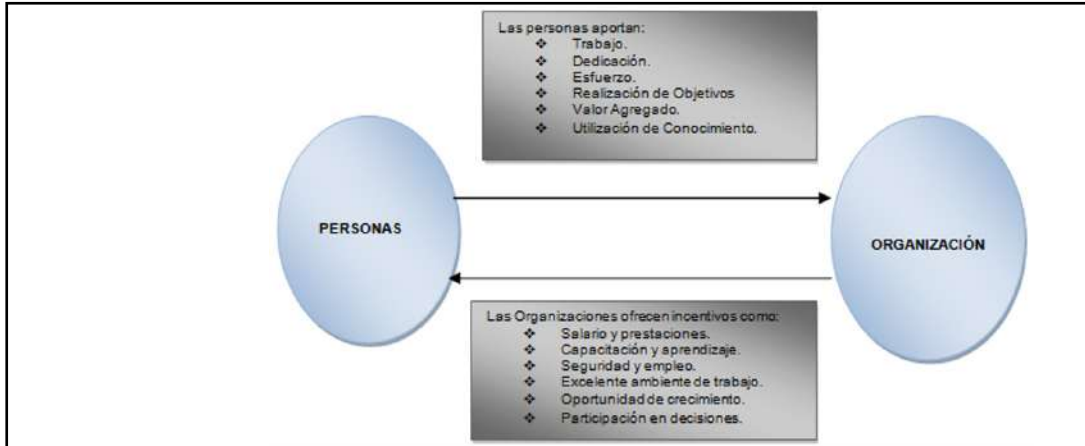 Las personas aportan:
❖ Trabajo.
❖ Dedicación.
❖ Esfuerzo.
❖ Realización de Objetivos
❖ Valor Agregado.
❖ Utilización de Conocimiento.
PERSONAS
ORGANIZACIÓN
Las Organizaciones ofrecen incentivos como:
❖ Salario y prestaciones.
❖ Capacitación y aprendizaje.
❖ Seguridad y empleo.
❖ Excelente ambiente de trabajo.
❖ Oportunidad de crecimiento.
❖ Participación en decisiones.